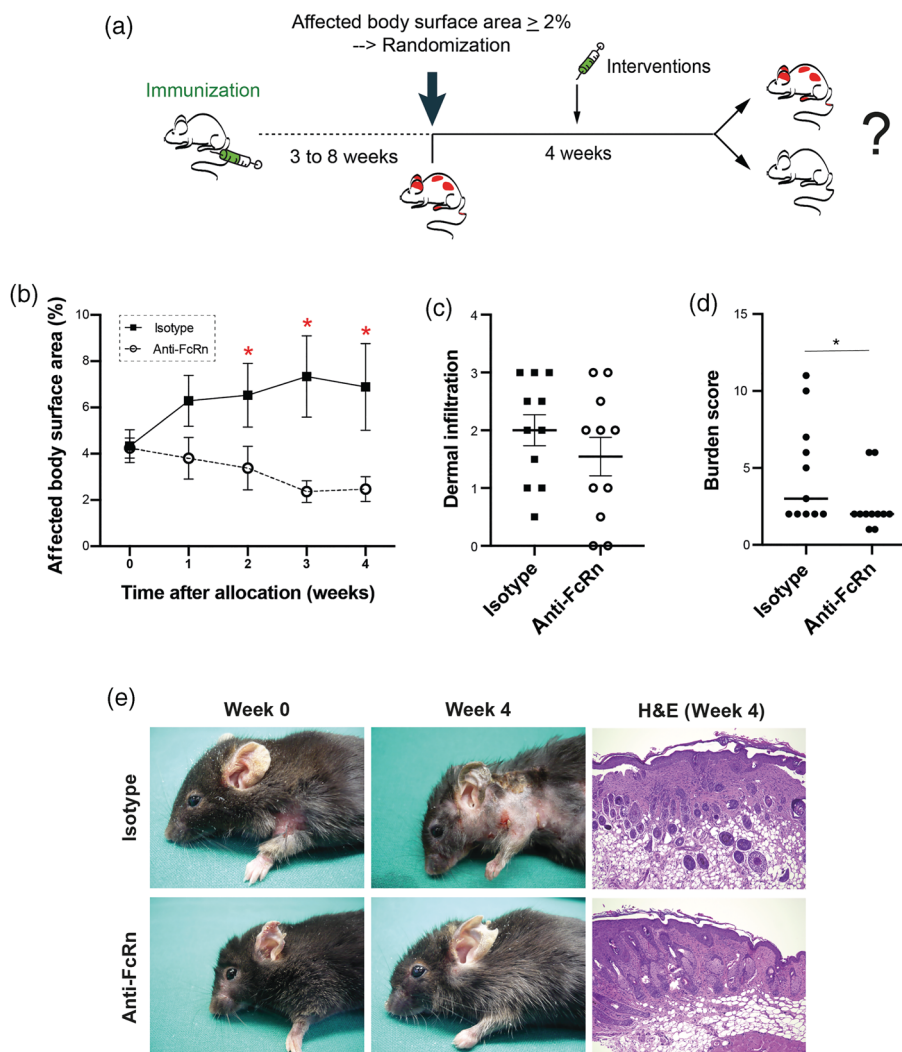 (a)
Affected body surface area ≥ 2%
--> Randomization
Immunization
Interventions
3 to 8 weeks
4 weeks
?
(b)
Affected body surface area (%)
10
8
6
4
2
0
Isotype
Anti-FcRn
*
*
*
0
1
2
3
4
Time after allocation (weeks)
(c)
Dermal infiltration
4
3
2
1
0
Isotype
Anti-FcRn
(d)
Burden score
15
10
5
0
*
Isotype
Anti-FcRn
(e)
Week 0
Week 4
H&E (Week 4)
Isotype
Anti-FcRn